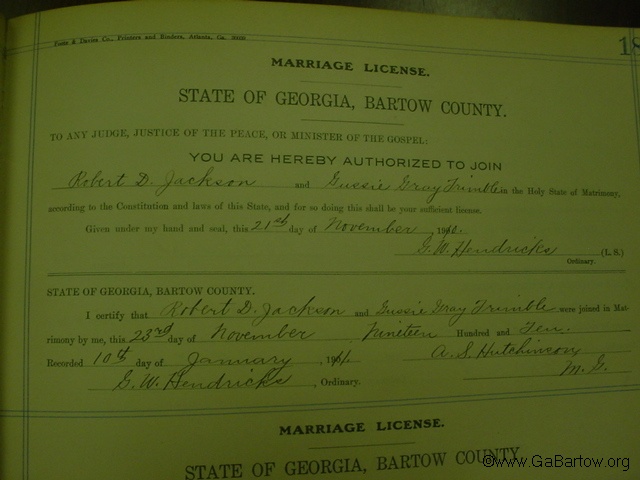 Foote & Davies Co., Printers and Binders, Atlanta, Ga.
18
MARRIAGE LICENSE.
STATE OF GEORGIA, BARTOW COUNTY.
TO ANY JUDGE, JUSTICE OF THE PEACE, OR MINISTER OF THE GOSPEL:
YOU ARE HEREBY AUTHORIZED TO JOIN
Robert D. Jackson and Gussie Gray Trimble in the Holy State of Matrimony,
according to the Constitution and laws of this State, and for so doing this shall be your sufficient license.
Given under my hand and seal, this 21st day of November 1910.
G. W. Hendricks (L. S.)
Ordinary.
STATE OF GEORGIA, BARTOW COUNTY.
I certify that Robert D. Jackson and Gussie Gray Trimble were joined in Mat-
rimony by me, this 23rd day of November Nineteen Hundred and Ten.
Recorded 10th day of January, 1911. A. S. Hutchinson
G. W. Hendricks, Ordinary. M. G.
MARRIAGE LICENSE.
STATE OF GEORGIA, BARTOW COUNTY
©www.GaBartow.org